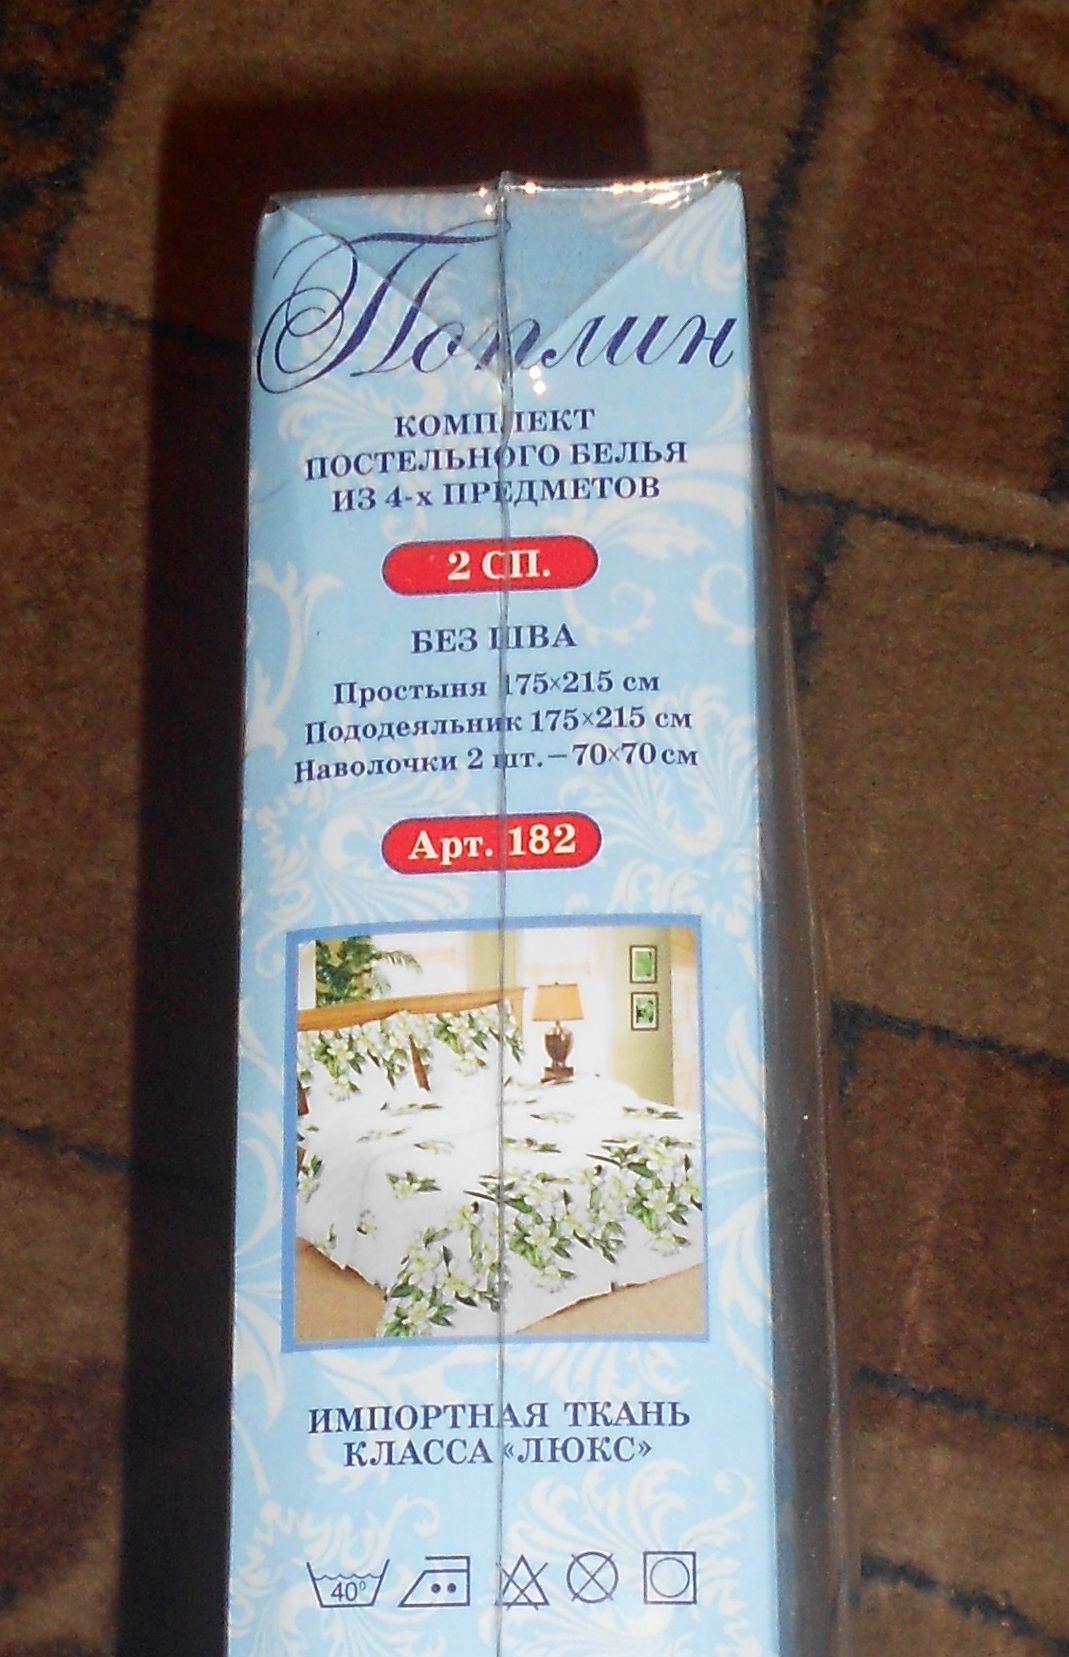 Поплин
КОМПЛЕКТ
ПОСТЕЛЬНОГО БЕЛЬЯ
ИЗ 4-х ПРЕДМЕТОВ
2 СП.
БЕЗ ШВА
Простыня 175×215 см
Пододеяльник 175×215 см
Наволочки 2 шт.–70×70 см
Арт. 182
ИМПОРТНАЯ ТКАНЬ
КЛАССА «ЛЮКС»
40⁰